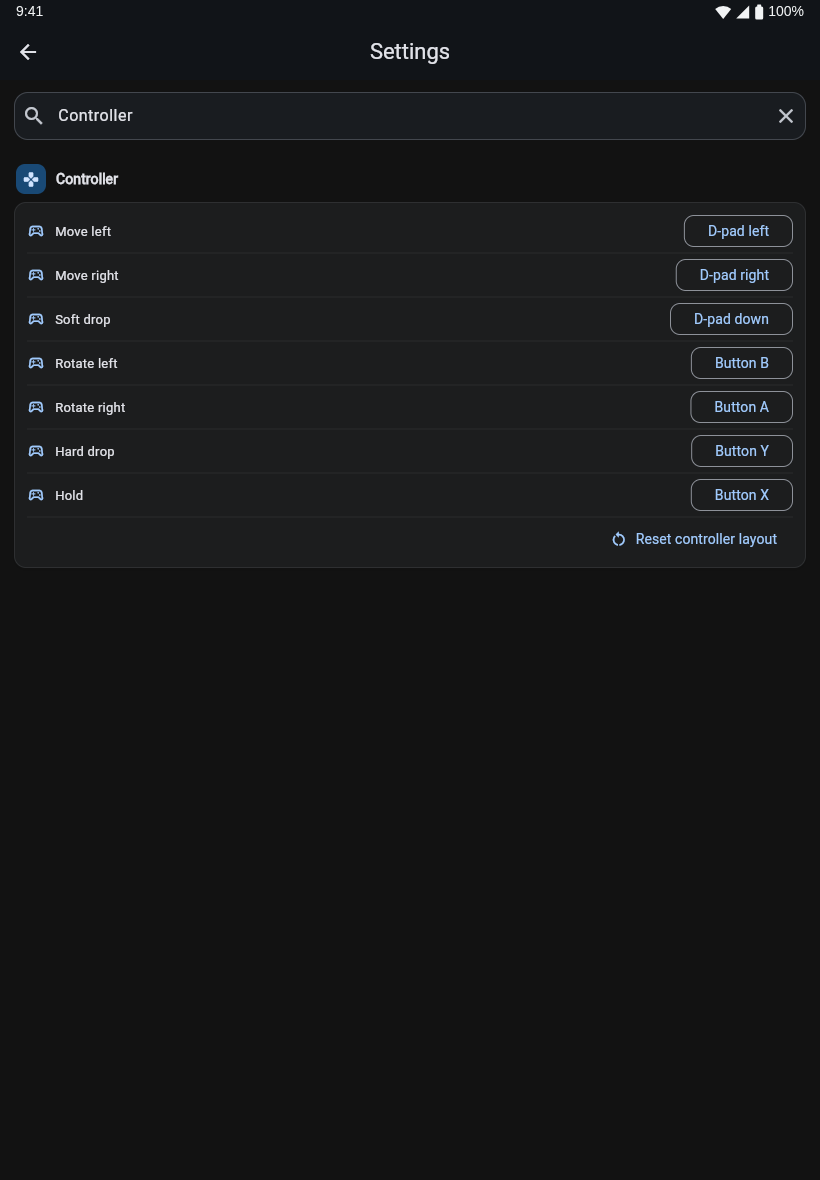 9:41
100%
Settings
Controller
Controller
Move left
D-pad left
Move right
D-pad right
Soft drop
D-pad down
Rotate left
Button B
Rotate right
Button A
Hard drop
Button Y
Hold
Button X
Reset controller layout